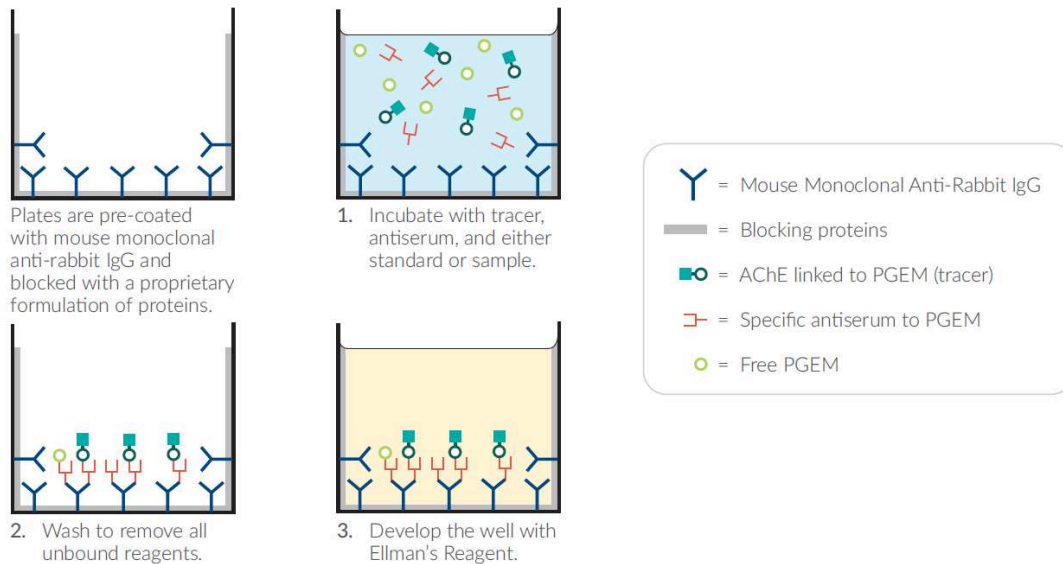 Plates are pre-coated
with mouse monoclonal
anti-rabbit IgG and
blocked with a proprietary
formulation of proteins.
1. Incubate with tracer,
antiserum, and either
standard or sample.
2. Wash to remove all
unbound reagents.
3. Develop the well with
Ellman's Reagent.
= Mouse Monoclonal Anti-Rabbit IgG
= Blocking proteins
= AChE linked to PGEM (tracer)
= Specific antiserum to PGEM
= Free PGEM